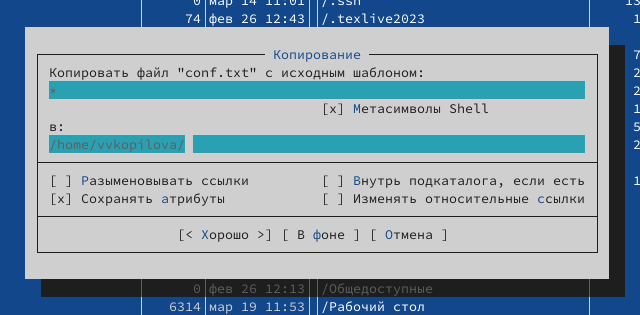 0 мар 14 11:01 /.ssh
74 фев 26 12:43 /.texlive2023
Копирование
Копировать файл "conf.txt" с исходным шаблоном:
*
[x] Метасимволы Shell
в:
/home/vvkopilova/
[ ] Разыменовывать ссылки [ ] Внутрь подкаталога, если есть
[x] Сохранять атрибуты [ ] Изменять относительные ссылки
[< Хорошо >] [ В фоне ] [ Отмена ]
0 фев 26 12:13 /Общедоступные
6314 мар 19 11:53 /Рабочий стол